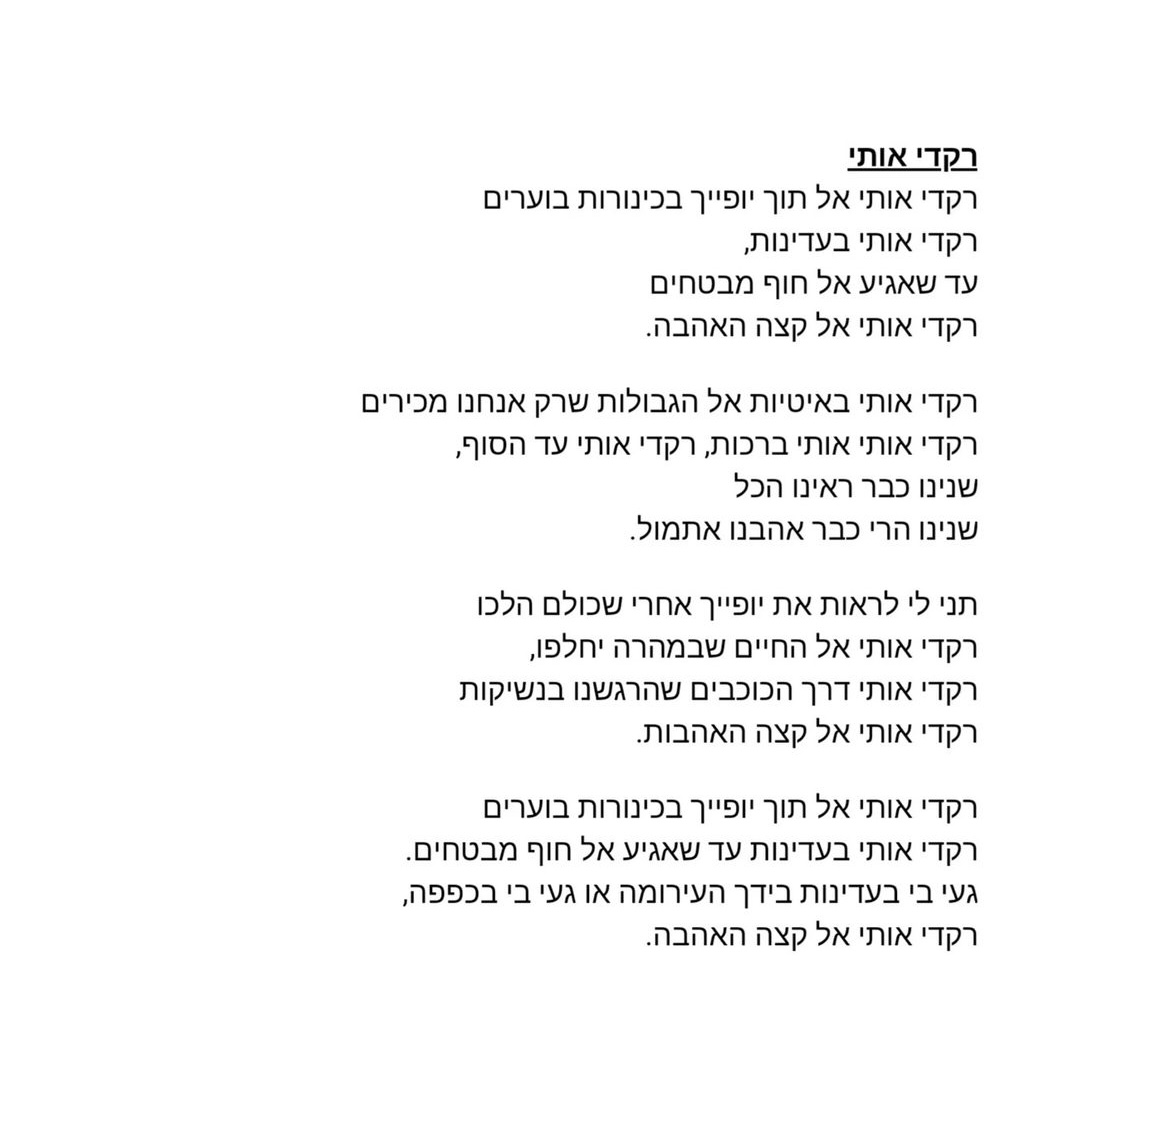 רקדי אותי
רקדי אותי אל תוך יופייך בכינורות בוערים
רקדי אותי בעדינות,
עד שאגיע אל חוף מבטחים
רקדי אותי אל קצה האהבה.
רקדי אותי באיטיות אל הגבולות שרק אנחנו מכירים
רקדי אותי אותי ברכות, רקדי אותי עד הסוף,
שנינו כבר ראינו הכל
שנינו הרי כבר אהבנו אתמול.
תני לי לראות את יופייך אחרי שכולם הלכו
רקדי אותי אל החיים שבמהרה יחלפו,
רקדי אותי דרך הכוכבים שהרגשנו בנשיקות
רקדי אותי אל קצה האהבות.
רקדי אותי אל תוך יופייך בכינורות בוערים
רקדי אותי בעדינות עד שאגיע אל חוף מבטחים.
געי בי בעדינות בידך העירומה או געי בי בכפפה,
רקדי אותי אל קצה האהבה.